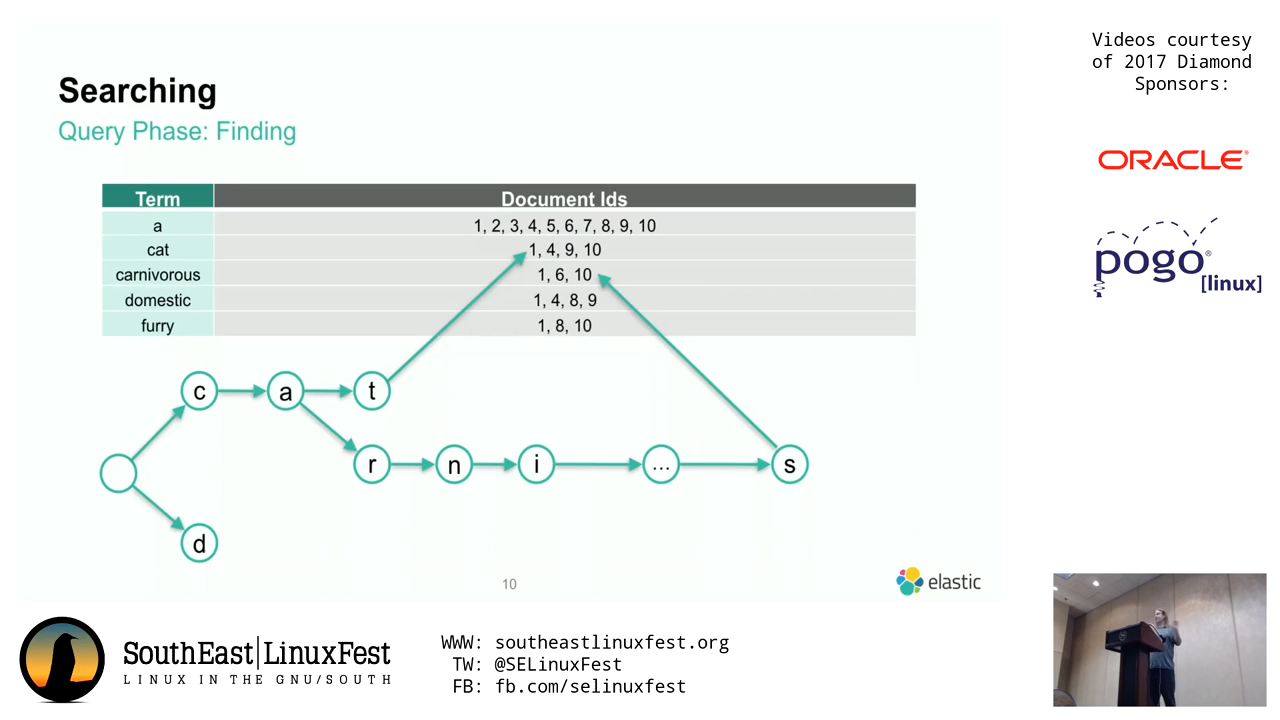 Searching
Query Phase: Finding
Term Document Ids
a 1, 2, 3, 4, 5, 6, 7, 8, 9, 10
cat 1, 4, 9, 10
carnivorous 1, 6, 10
domestic 1, 4, 8, 9
furry 1, 8, 10
c a t
r n i ... s
d
10
elastic
Videos courtesy
of 2017 Diamond
Sponsors:
ORACLE®
pogo®
[linux]
SouthEast|LinuxFest
LINUX IN THE GNU/SOUTH
WWW: southeastlinuxfest.org
TW: @SELinuxFest
FB: fb.com/selinuxfest